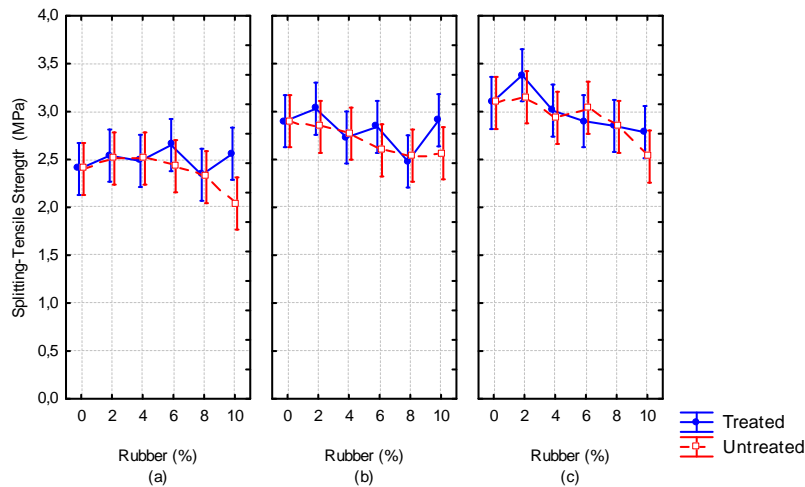 Splitting-Tensile Strength (MPa)
4,0
3,5
3,0
2,5
2,0
1,5
1,0
0,5
0,0
0 2 4 6 8 10
0 2 4 6 8 10
0 2 4 6 8 10
Rubber (%)
(a)
Rubber (%)
(b)
Rubber (%)
(c)
Treated
Untreated